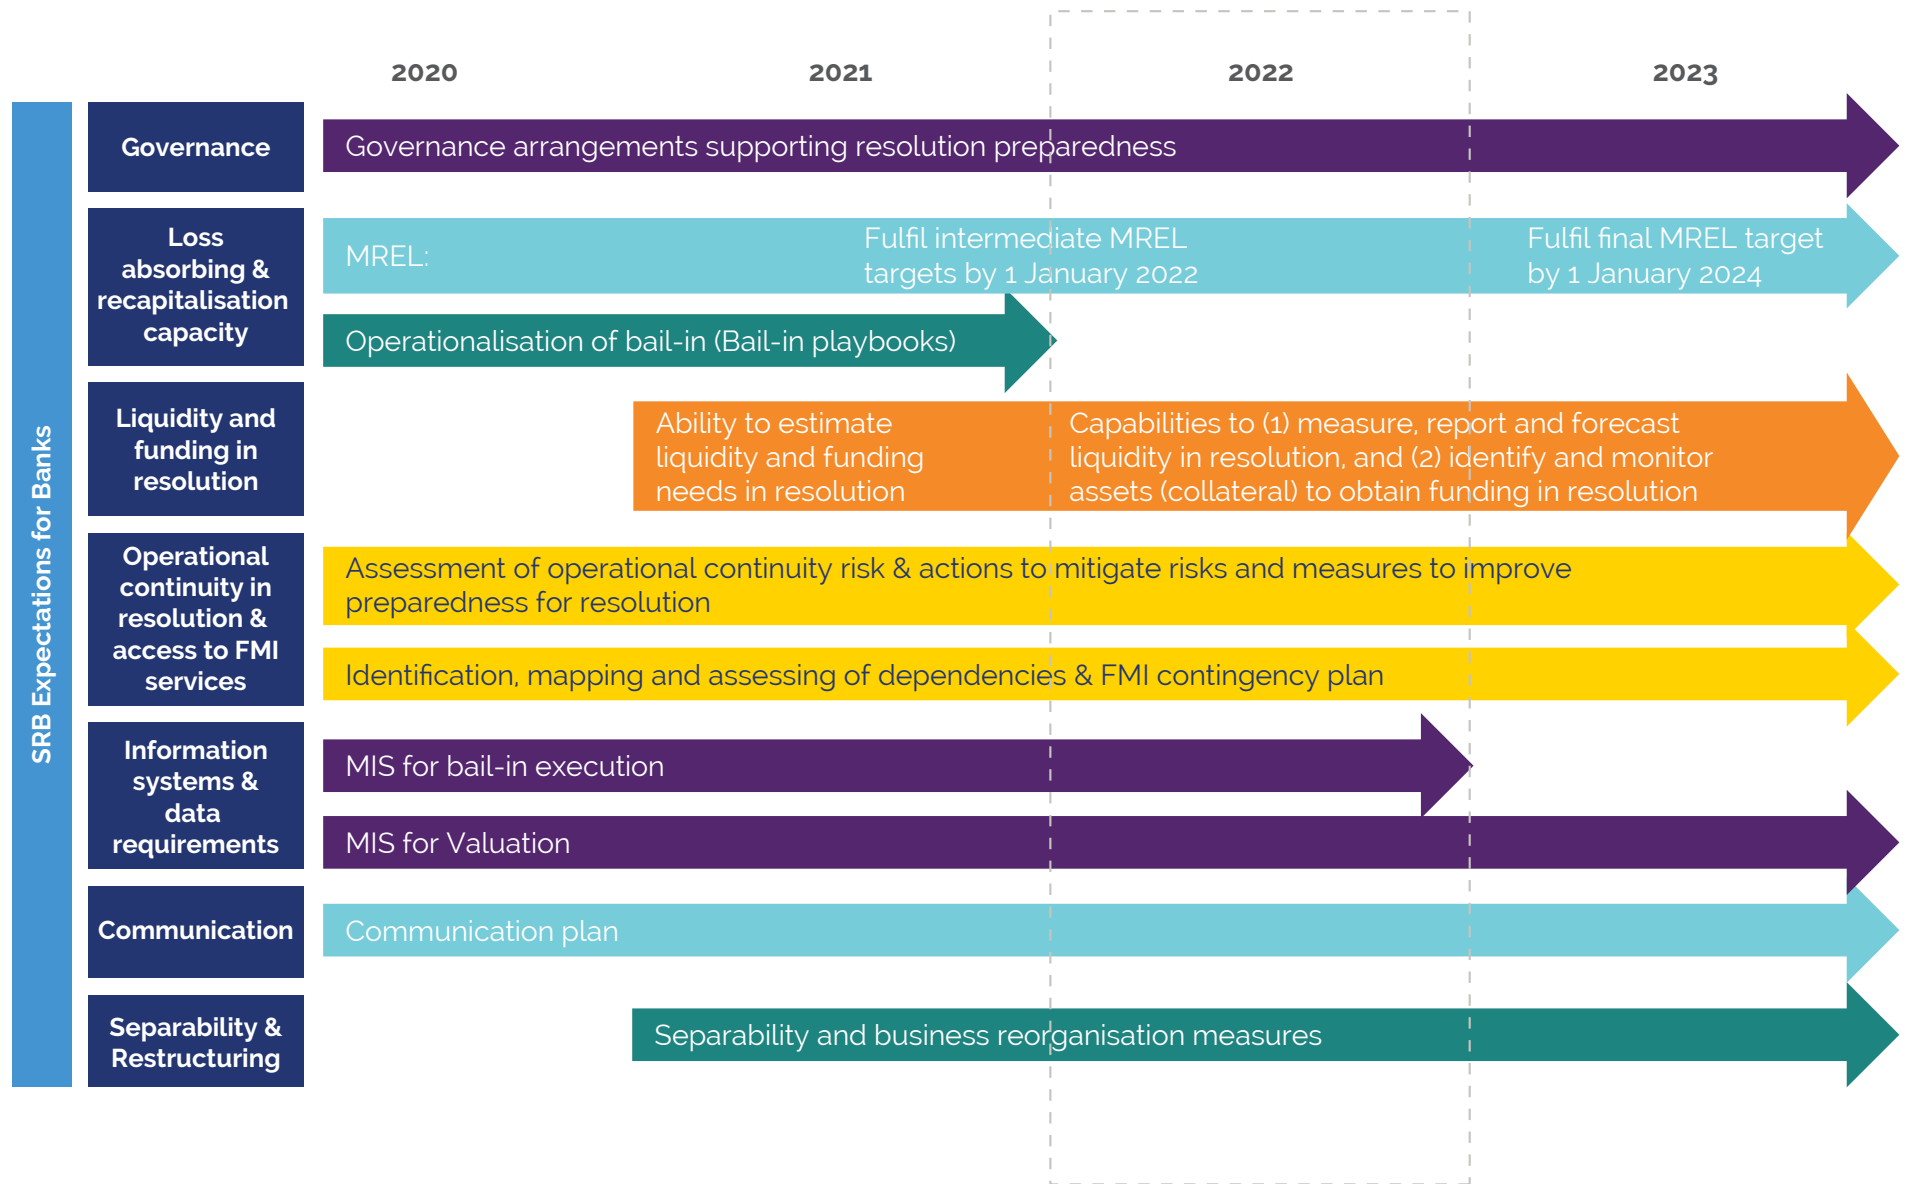 2020
2021
2022
2023
SRB Expectations for Banks
Governance
Governance arrangements supporting resolution preparedness
Loss
absorbing &
recapitalisation
capacity
MREL:
Fulfil intermediate MREL
targets by 1 January 2022
Fulfil final MREL target
by 1 January 2024
Operationalisation of bail-in (Bail-in playbooks)
Liquidity and
funding in
resolution
Ability to estimate
liquidity and funding
needs in resolution
Capabilities to (1) measure, report and forecast
liquidity in resolution, and (2) identify and monitor
assets (collateral) to obtain funding in resolution
Operational
continuity in
resolution &
access to FMI
services
Assessment of operational continuity risk & actions to mitigate risks and measures to improve
preparedness for resolution
Identification, mapping and assessing of dependencies & FMI contingency plan
Information
systems &
data
requirements
MIS for bail-in execution
MIS for Valuation
Communication
Communication plan
Separability &
Restructuring
Separability and business reorganisation measures